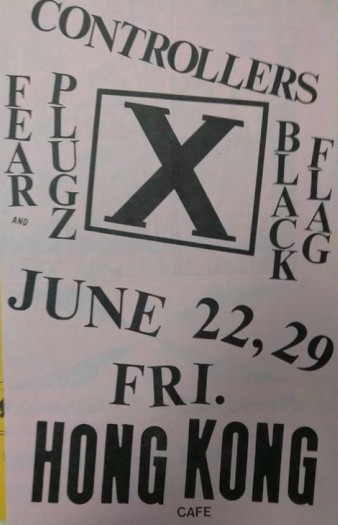 CONTROLLERS
FEAR
AND
PLUGZ
X
BLACK
FLAG
JUNE 22, 29
FRI.
HONG KONG
CAFE